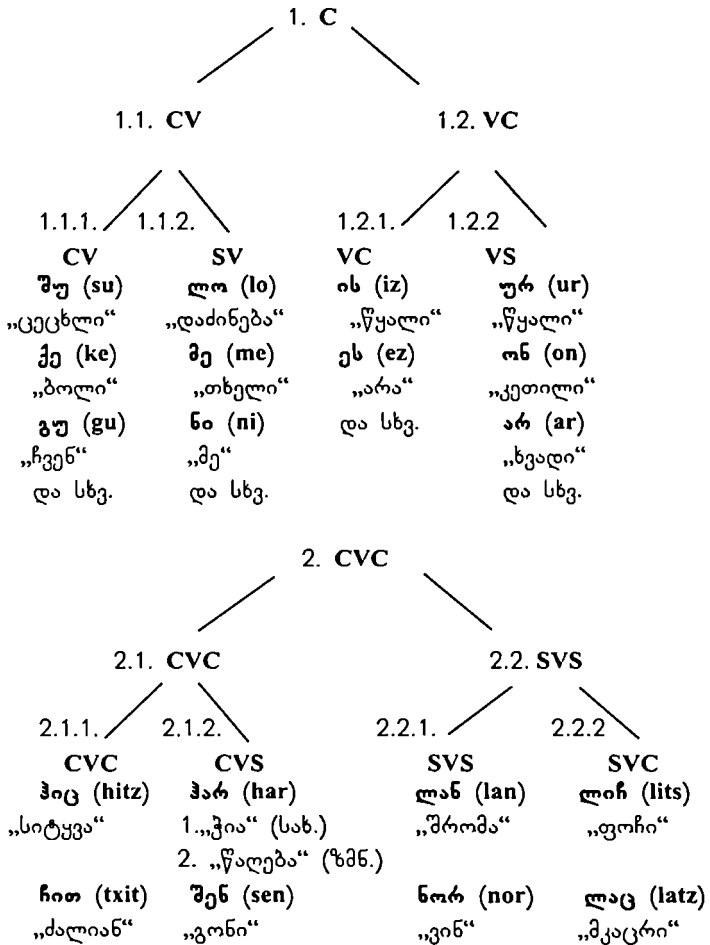 1. C
1.1. CV 1.2. VC
1.1.1. 1.1.2. 1.2.1. 1.2.2
CV SV VC VS
შუ (su) ლო (lo) ის (iz) ურ (ur)
„ცეცხლი“ „დაძინება“ „წყალი“ „წყალი“
ქე (ke) მე (me) ეს (ez) ონ (on)
„ბოლი“ „თხელი“ „არა“ „კეთილი“
გუ (gu) ნი (ni) და სხვ. არ (ar)
„ჩვენ“ „მე“ „ხვადი“
და სხვ. და სხვ. და სხვ.
2. CVC
2.1. CVC 2.2. SVS
2.1.1. 2.1.2. 2.2.1. 2.2.2
CVC CVS SVS SVC
ჰიც (hitz) ჰარ (har) ლან (lan) ლიჩ (lits)
„სიტყვა“ 1.„ჭია“ (სახ.) „შრომა“ „ფოჩი“
2. „წაღება“ (ზმნ.)
ჩით (txit) შენ (sen) ნორ (nor) ლაც (latz)
„ძალიან“ „გონი“ „ვინ“ „მკაცრი“